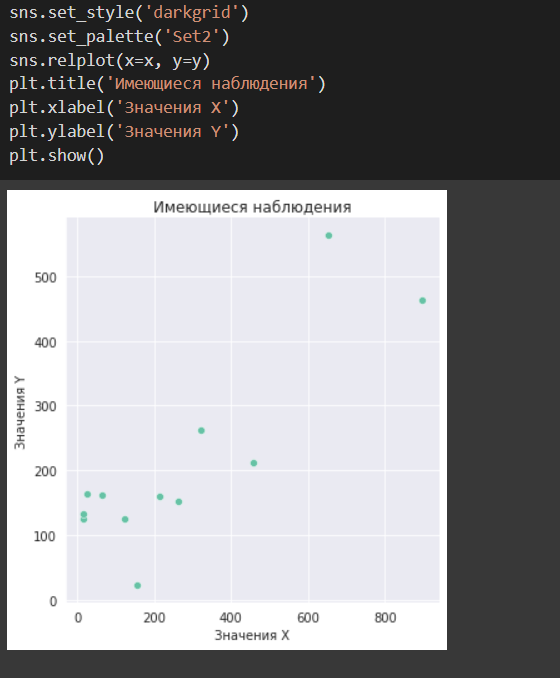 sns.set_style('darkgrid')
sns.set_palette('Set2')
sns.relplot(x=x, y=y)
plt.title('Имеющиеся наблюдения')
plt.xlabel('Значения X')
plt.ylabel('Значения Y')
plt.show()
Имеющиеся наблюдения
500
400
300
200
100
0
Значения Y
0 200 400 600 800
Значения X